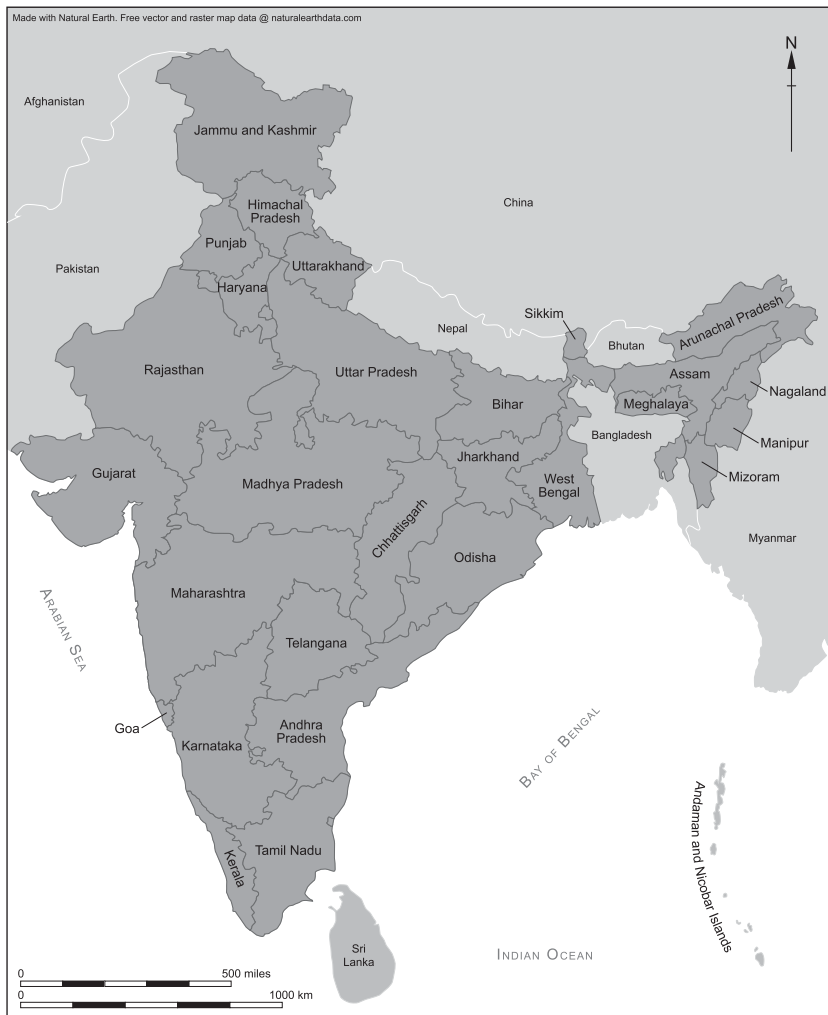 Made with Natural Earth. Free vector and raster map data @ naturalearthdata.com
N
Afghanistan
Jammu and Kashmir
China
Himachal
Pradesh
Punjab
Pakistan
Uttarakhand
Haryana
Sikkim
Arunachal Pradesh
Nepal
Bhutan
Rajasthan
Uttar Pradesh
Assam
Nagaland
Bihar
Meghalaya
Bangladesh
Manipur
Jharkhand
Gujarat
Madhya Pradesh
West
Bengal
Mizoram
Chhattisgarh
Myanmar
Odisha
Maharashtra
Arabian Sea
Telangana
Goa
Andhra
Pradesh
Karnataka
Bay of Bengal
Andaman and Nicobar Islands
Tamil Nadu
Kerala
Sri
Lanka
Indian Ocean
0 500 miles
0 1000 km